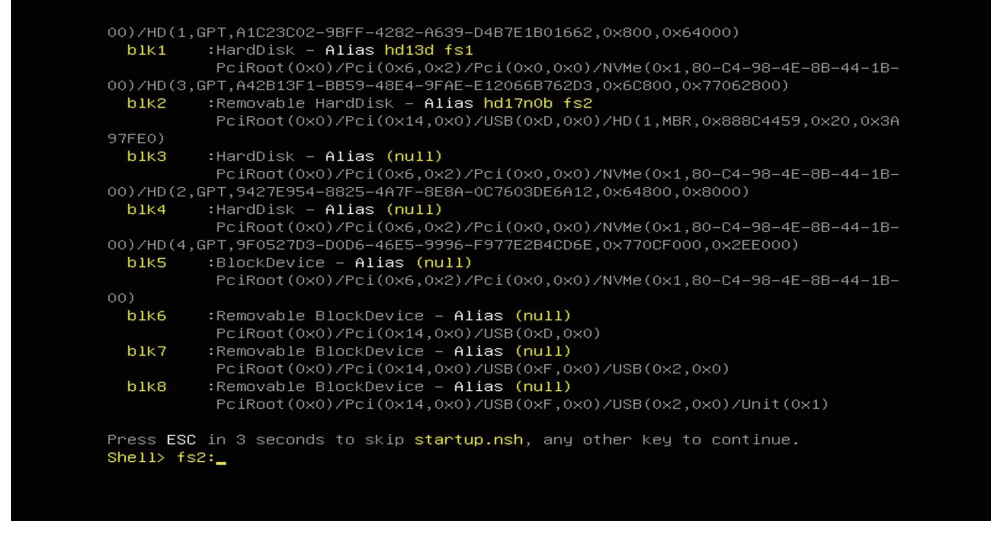 00)/HD(1,GPT,A1C23C02-9BFF-4282-A639-D4B7E1B01662,0x800,0x64000)
blk1 :HardDisk - Alias hd13d fs1
PciRoot(0x0)/Pci(0x6,0x2)/Pci(0x0,0x0)/NVMe(0x1,80-C4-98-4E-8B-44-1B-
00)/HD(3,GPT,A42B13F1-BB59-48E4-9FAE-E12066B762D3,0x6C800,0x77062800)
blk2 :Removable HardDisk - Alias hd17n0b fs2
PciRoot(0x0)/Pci(0x14,0x0)/USB(0xD,0x0)/HD(1,MBR,0x888C4459,0x20,0x3A
97FE0)
blk3 :HardDisk - Alias (null)
PciRoot(0x0)/Pci(0x6,0x2)/Pci(0x0,0x0)/NVMe(0x1,80-C4-98-4E-8B-44-1B-
00)/HD(2,GPT,9427E954-8825-4A7F-8E8A-0C7603DE6A12,0x64800,0x8000)
blk4 :HardDisk - Alias (null)
PciRoot(0x0)/Pci(0x6,0x2)/Pci(0x0,0x0)/NVMe(0x1,80-C4-98-4E-8B-44-1B-
00)/HD(4,GPT,9F0527D3-D0D6-46E5-9996-F977E2B4CD6E,0x770CF000,0x2EE000)
blk5 :BlockDevice - Alias (null)
PciRoot(0x0)/Pci(0x6,0x2)/Pci(0x0,0x0)/NVMe(0x1,80-C4-98-4E-8B-44-1B-
00)
blk6 :Removable BlockDevice - Alias (null)
PciRoot(0x0)/Pci(0x14,0x0)/USB(0xD,0x0)
blk7 :Removable BlockDevice - Alias (null)
PciRoot(0x0)/Pci(0x14,0x0)/USB(0xF,0x0)/USB(0x2,0x0)
blk8 :Removable BlockDevice - Alias (null)
PciRoot(0x0)/Pci(0x14,0x0)/USB(0xF,0x0)/USB(0x2,0x0)/Unit(0x1)
Press ESC in 3 seconds to skip startup.nsh, any other key to continue.
Shell> fs2:_